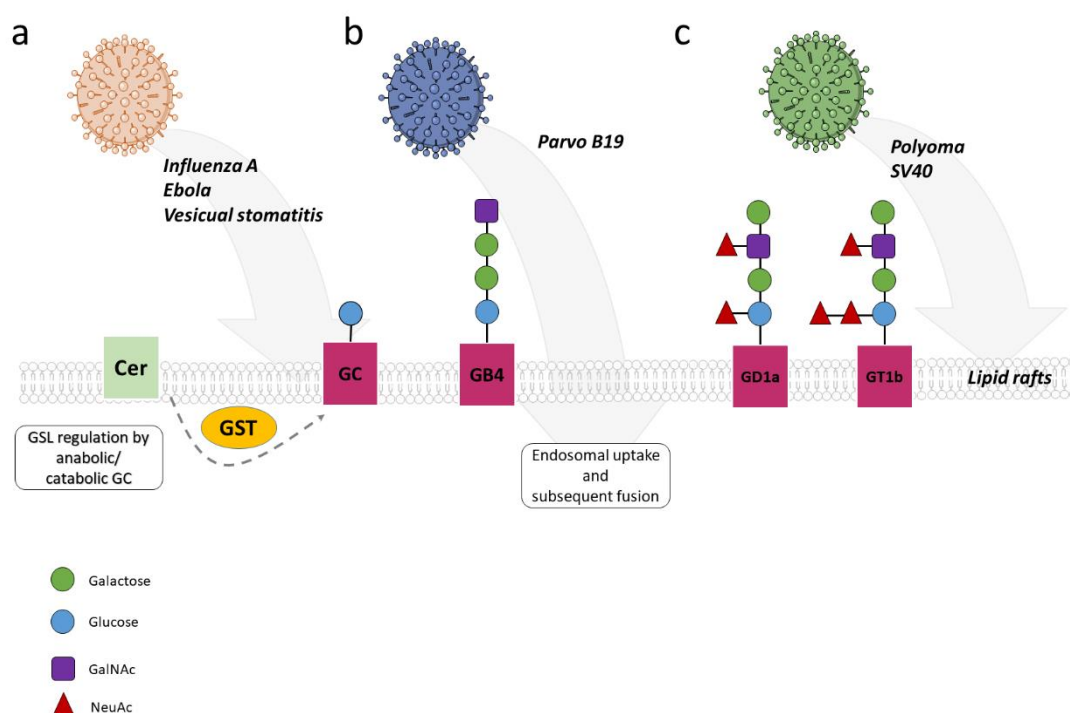 a
Influenza A
Ebola
Vesicual stomatitis
Cer
GST
GC
GSL regulation by
anabolic/
catabolic GC
b
Parvo B19
GB4
Endosomal uptake
and
subsequent fusion
c
Polyoma
SV40
GD1a
GT1b
Lipid rafts
Galactose
Glucose
GalNAc
NeuAc